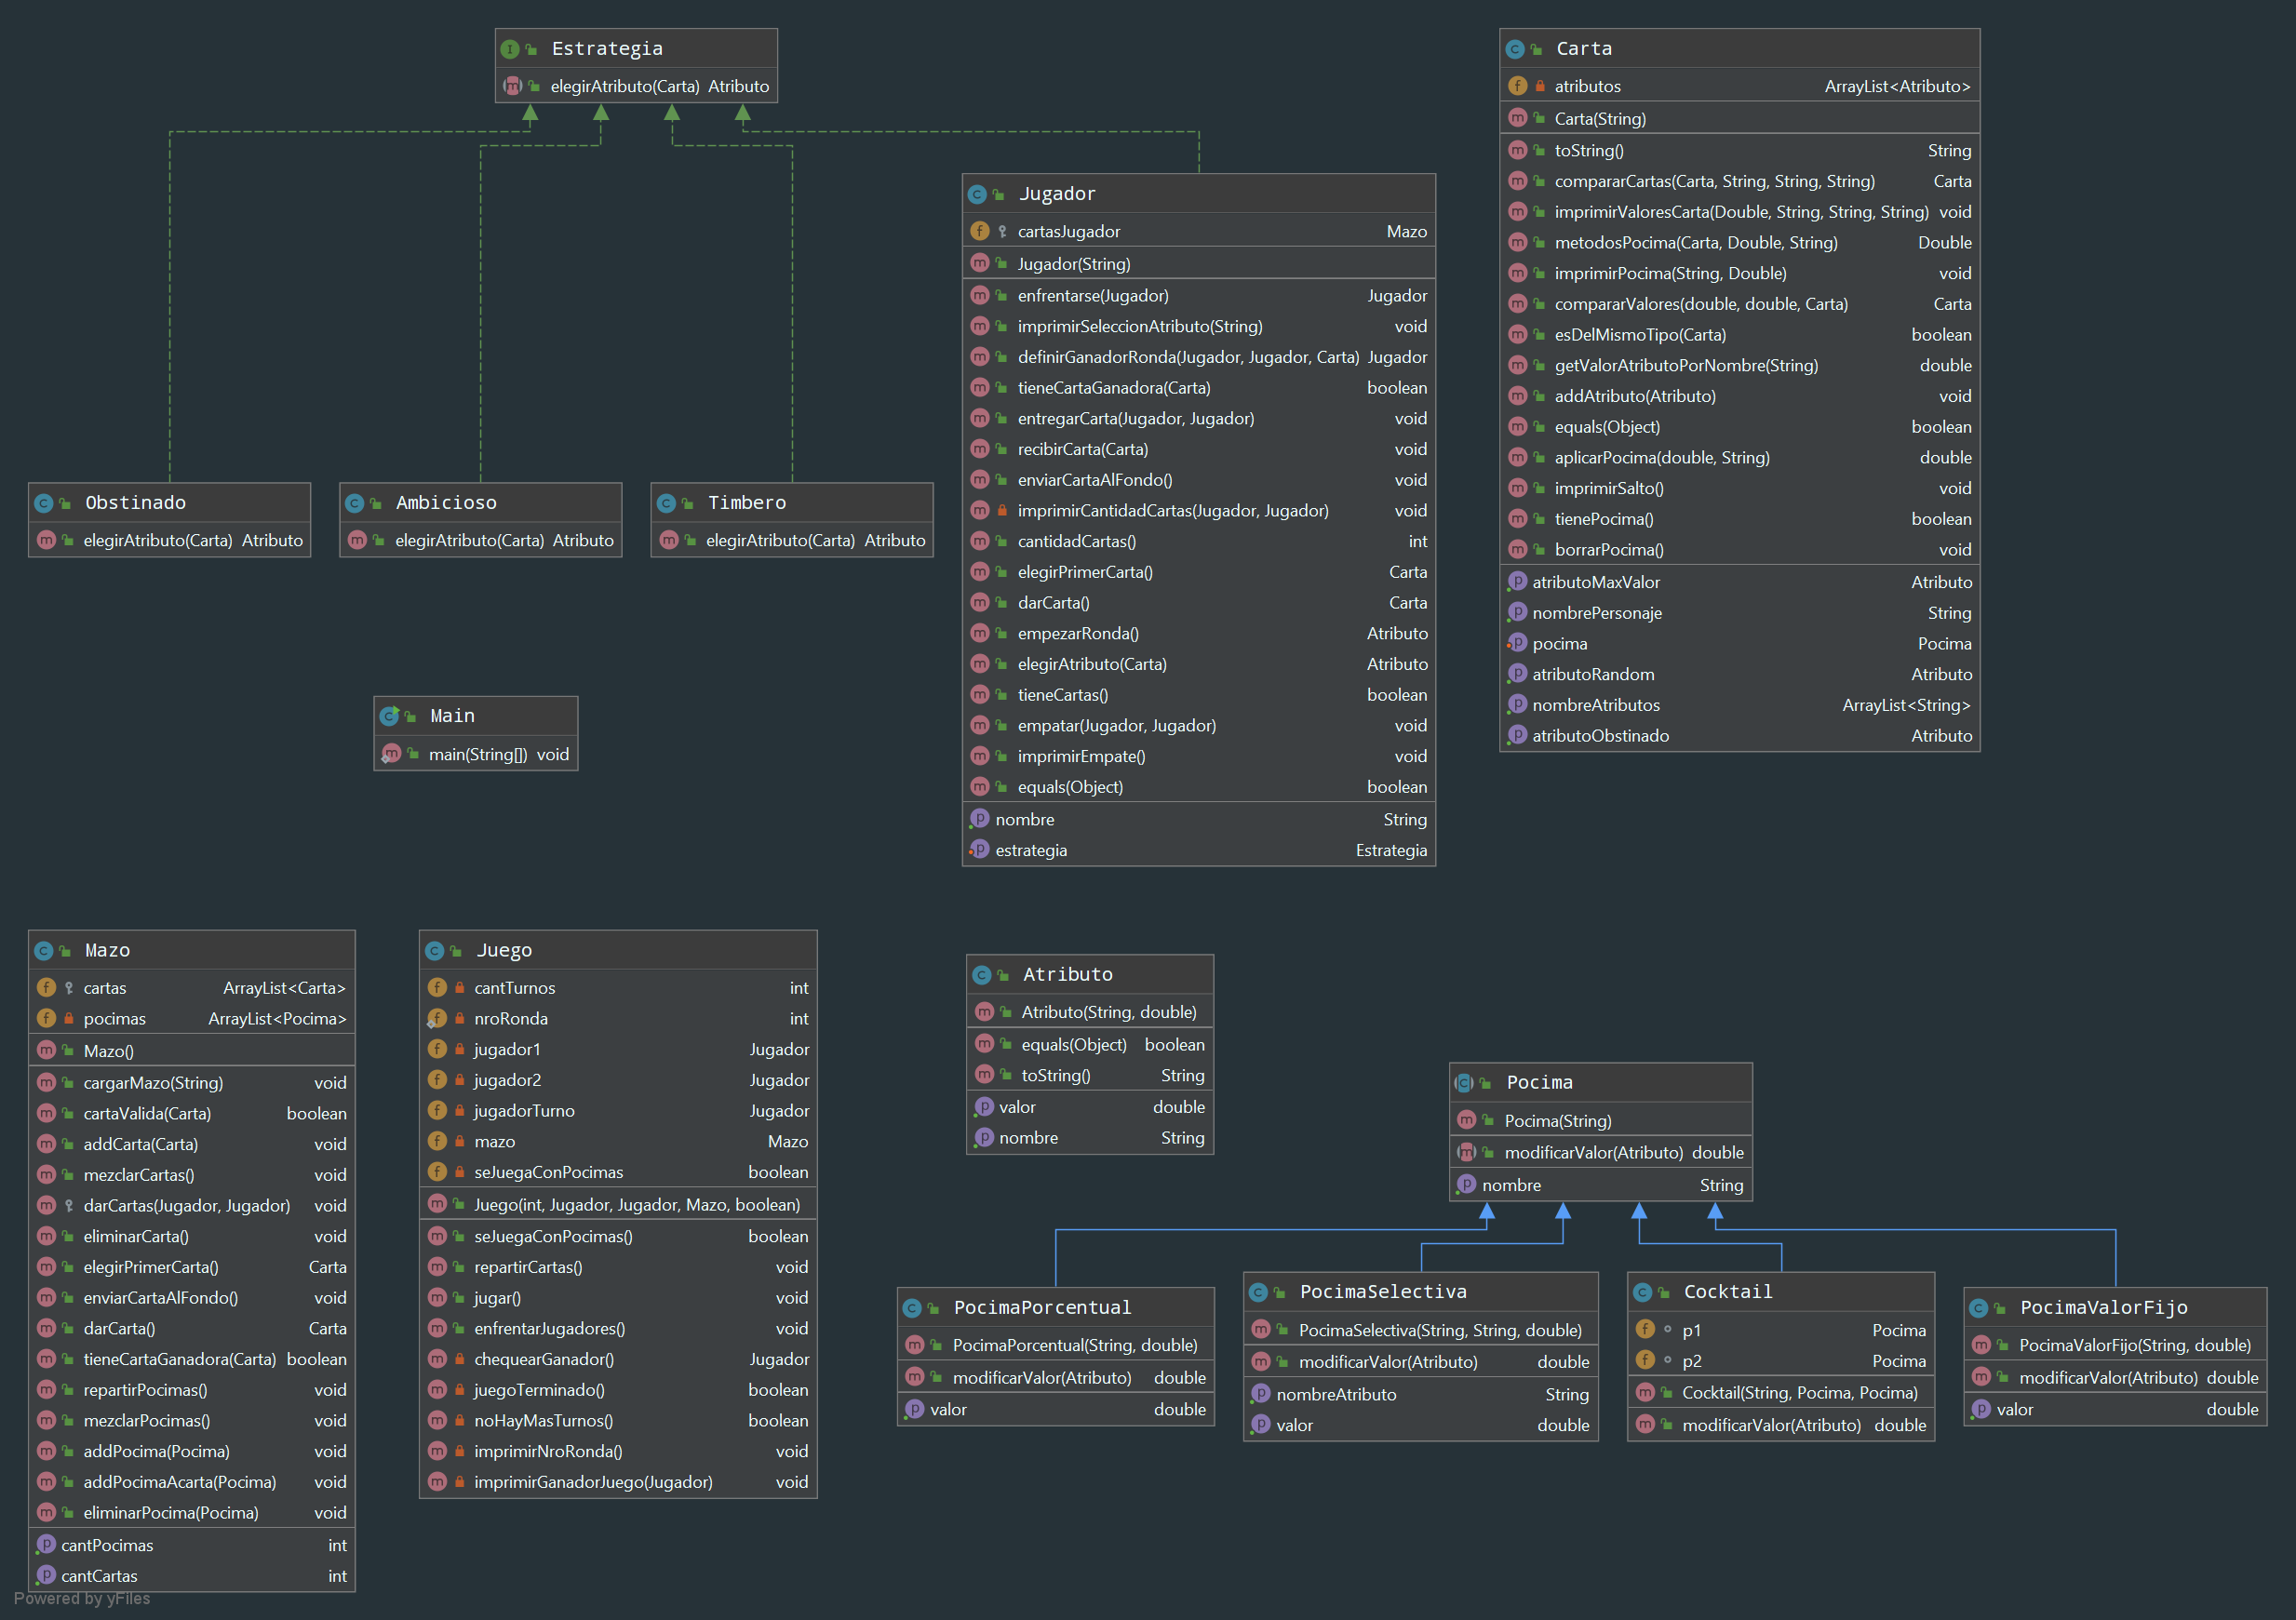 Estrategia
elegirAtributo(Carta) Atributo
Carta
atributos ArrayList<Atributo>
Carta(String)
toString() String
compararCartas(Carta, String, String, String) Carta
imprimirValoresCarta(Double, String, String, String) void
metodosPocima(Carta, Double, String) Double
imprimirPocima(String, Double) void
compararValores(double, double, Carta) Carta
esDelMismoTipo(Carta) boolean
getValorAtributoPorNombre(String) double
addAtributo(Atributo) void
equals(Object) boolean
aplicarPocima(double, String) double
imprimirSalto() void
tienePocima() boolean
borrarPocima() void
atributoMaxValor Atributo
nombrePersonaje String
pocima Pocima
atributoRandom Atributo
nombreAtributos ArrayList<String>
atributoObstinado Atributo
Jugador
cartasJugador Mazo
Jugador(String)
enfrentarse(Jugador) Jugador
imprimirSeleccionAtributo(String) void
definirGanadorRonda(Jugador, Jugador, Carta) Jugador
tieneCartaGanadora(Carta) boolean
entregarCarta(Jugador, Jugador) void
recibirCarta(Carta) void
enviarCartaAlFondo() void
imprimirCantidadCartas(Jugador, Jugador) void
cantidadCartas() int
elegirPrimerCarta() Carta
darCarta() Carta
empezarRonda() Atributo
elegirAtributo(Carta) Atributo
tieneCartas() boolean
empatar(Jugador, Jugador) void
imprimirEmpate() void
equals(Object) boolean
nombre String
estrategia Estrategia
Obstinado
elegirAtributo(Carta) Atributo
Ambicioso
elegirAtributo(Carta) Atributo
Timbero
elegirAtributo(Carta) Atributo
Main
main(String[]) void
Mazo
cartas ArrayList<Carta>
pocimas ArrayList<Pocima>
Mazo()
cargarMazo(String) void
cartaValida(Carta) boolean
addCarta(Carta) void
mezclarCartas() void
darCartas(Jugador, Jugador) void
eliminarCarta() void
elegirPrimerCarta() Carta
enviarCartaAlFondo() void
darCarta() Carta
tieneCartaGanadora(Carta) boolean
repartirPocimas() void
mezclarPocimas() void
addPocima(Pocima) void
addPocimaAcarta(Pocima) void
eliminarPocima(Pocima) void
cantPocimas int
cantCartas int
Juego
cantTurnos int
nroRonda int
jugador1 Jugador
jugador2 Jugador
jugadorTurno Jugador
mazo Mazo
seJuegaConPocimas boolean
Juego(int, Jugador, Jugador, Mazo, boolean)
seJuegaConPocimas() boolean
repartirCartas() void
jugar() void
enfrentarJugadores() void
chequearGanador() Jugador
juegoTerminado() boolean
noHayMasTurnos() boolean
imprimirNroRonda() void
imprimirGanadorJuego(Jugador) void
Atributo
Atributo(String, double)
equals(Object) boolean
toString() String
valor double
nombre String
Pocima
Pocima(String)
modificarValor(Atributo) double
nombre String
PocimaPorcentual
PocimaPorcentual(String, double)
modificarValor(Atributo) double
valor double
PocimaSelectiva
PocimaSelectiva(String, String, double)
modificarValor(Atributo) double
nombreAtributo String
valor double
Cocktail
p1 Pocima
p2 Pocima
Cocktail(String, Pocima, Pocima)
modificarValor(Atributo) double
PocimaValorFijo
PocimaValorFijo(String, double)
modificarValor(Atributo) double
valor double
Powered by yFiles